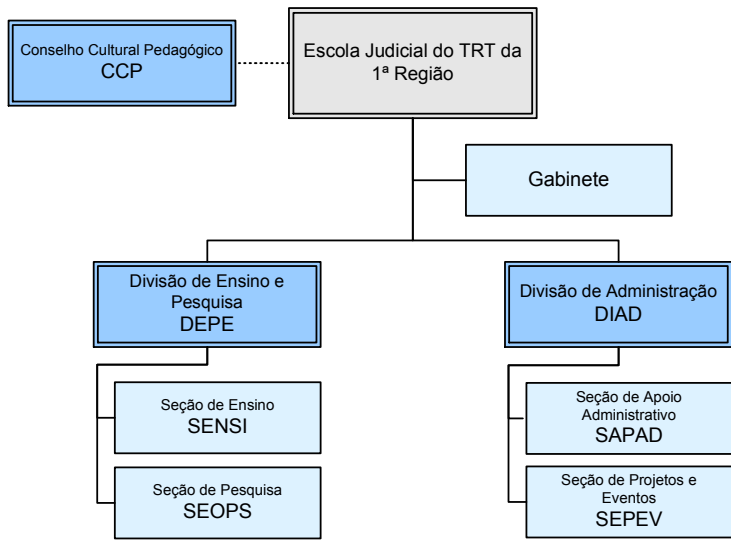 Conselho Cultural Pedagógico
CCP
Escola Judicial do TRT da
1ª Região
Gabinete
Divisão de Ensino e
Pesquisa
DEPE
Divisão de Administração
DIAD
Seção de Ensino
SENSI
Seção de Pesquisa
SEOPS
Seção de Apoio
Administrativo
SAPAD
Seção de Projetos e
Eventos
SEPEV